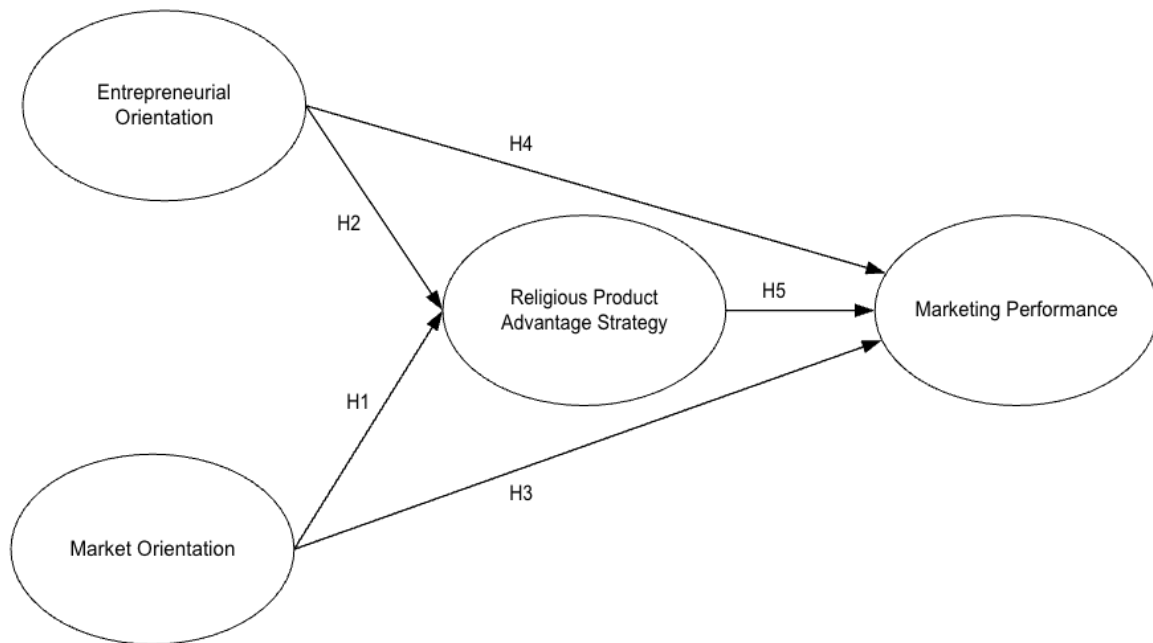 Entrepreneurial
Orientation
H4
H2
Religious Product
Advantage Strategy
H5
Marketing Performance
H1
H3
Market Orientation